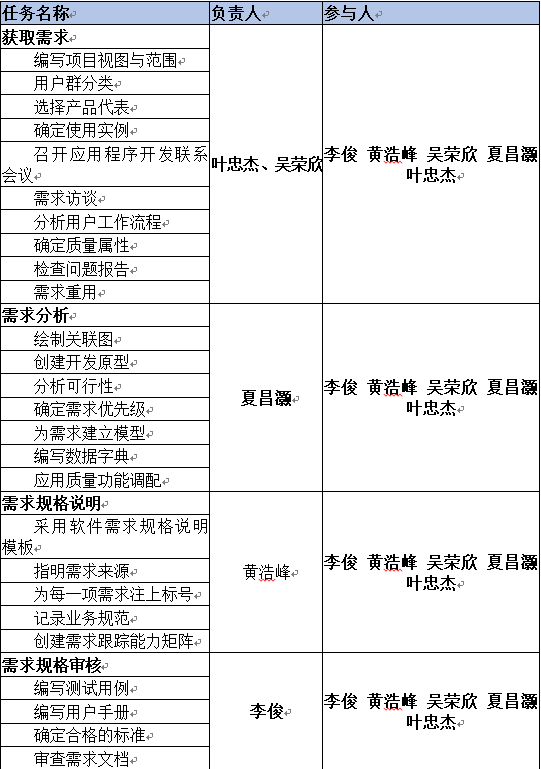 任务名称 负责人 参与人
获取需求
编写项目视图与范围
用户群分类
选择产品代表
确定使用实例
召开应用程序开发联系
会议
需求访谈
分析用户工作流程
确定质量属性
检查问题报告
需求重用
叶忠杰、吴荣欣
李俊 黄浩峰 吴荣欣 夏昌灏
叶忠杰
需求分析
绘制关联图
创建开发原型
分析可行性
确定需求优先级
为需求建立模型
编写数据字典
应用质量功能调配
夏昌灏
李俊 黄浩峰 吴荣欣 夏昌灏
叶忠杰
需求规格说明
采用软件需求规格说明
模板
指明需求来源
为每一项需求注上标号
记录业务规范
创建需求跟踪能力矩阵
黄浩峰
李俊 黄浩峰 吴荣欣 夏昌灏
叶忠杰
需求规格审核
编写测试用例
编写用户手册
确定合格的标准
审查需求文档
李俊
李俊 黄浩峰 吴荣欣 夏昌灏
叶忠杰